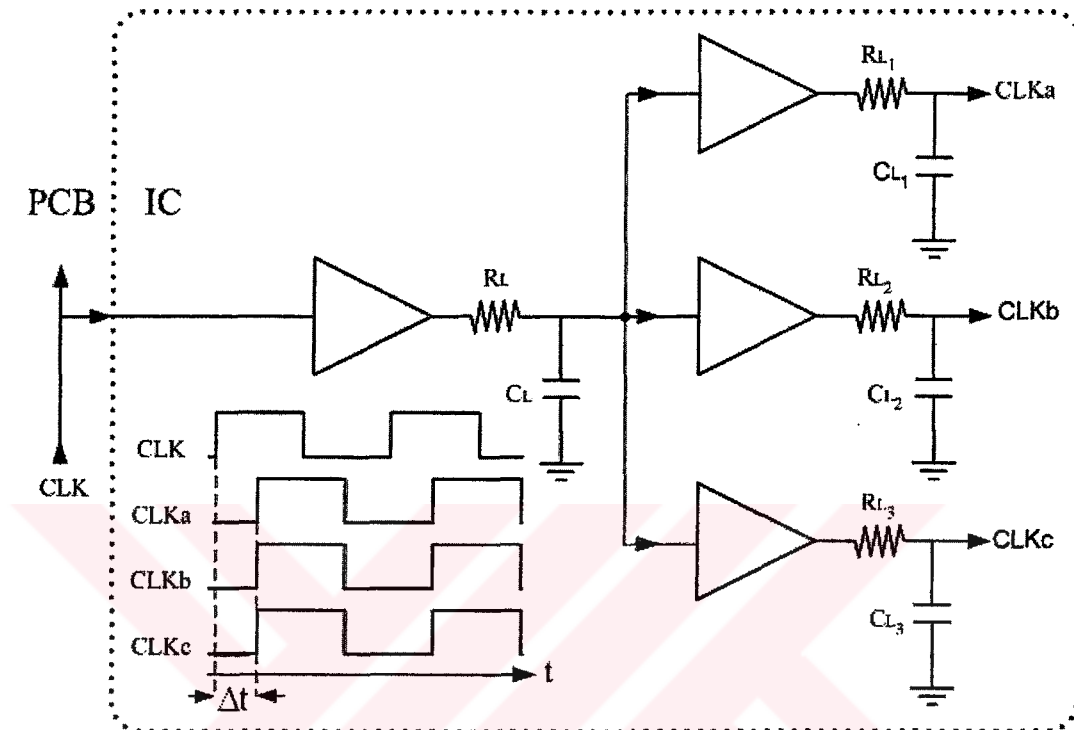 RL1
CLKa
CL1
PCB IC
RL
RL2
CLKb
CL
CL2
CLK
CLK
CLKa
RL3
CLKc
CLKb
CL3
CLKc
t
Δt